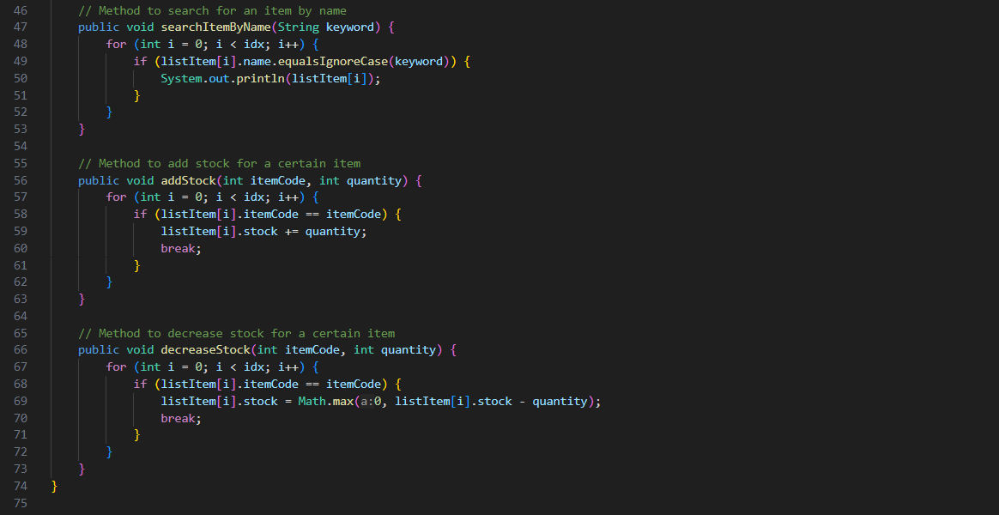 46 // Method to search for an item by name
47 public void searchItemByName(String keyword) {
48 for (int i = 0; i < idx; i++) {
49 if (listItem[i].name.equalsIgnoreCase(keyword)) {
50 System.out.println(listItem[i]);
51 }
52 }
53 }
54
55 // Method to add stock for a certain item
56 public void addStock(int itemCode, int quantity) {
57 for (int i = 0; i < idx; i++) {
58 if (listItem[i].itemCode == itemCode) {
59 listItem[i].stock += quantity;
60 break;
61 }
62 }
63 }
64
65 // Method to decrease stock for a certain item
66 public void decreaseStock(int itemCode, int quantity) {
67 for (int i = 0; i < idx; i++) {
68 if (listItem[i].itemCode == itemCode) {
69 listItem[i].stock = Math.max(a:0, listItem[i].stock - quantity);
70 break;
71 }
72 }
73 }
74 }
75